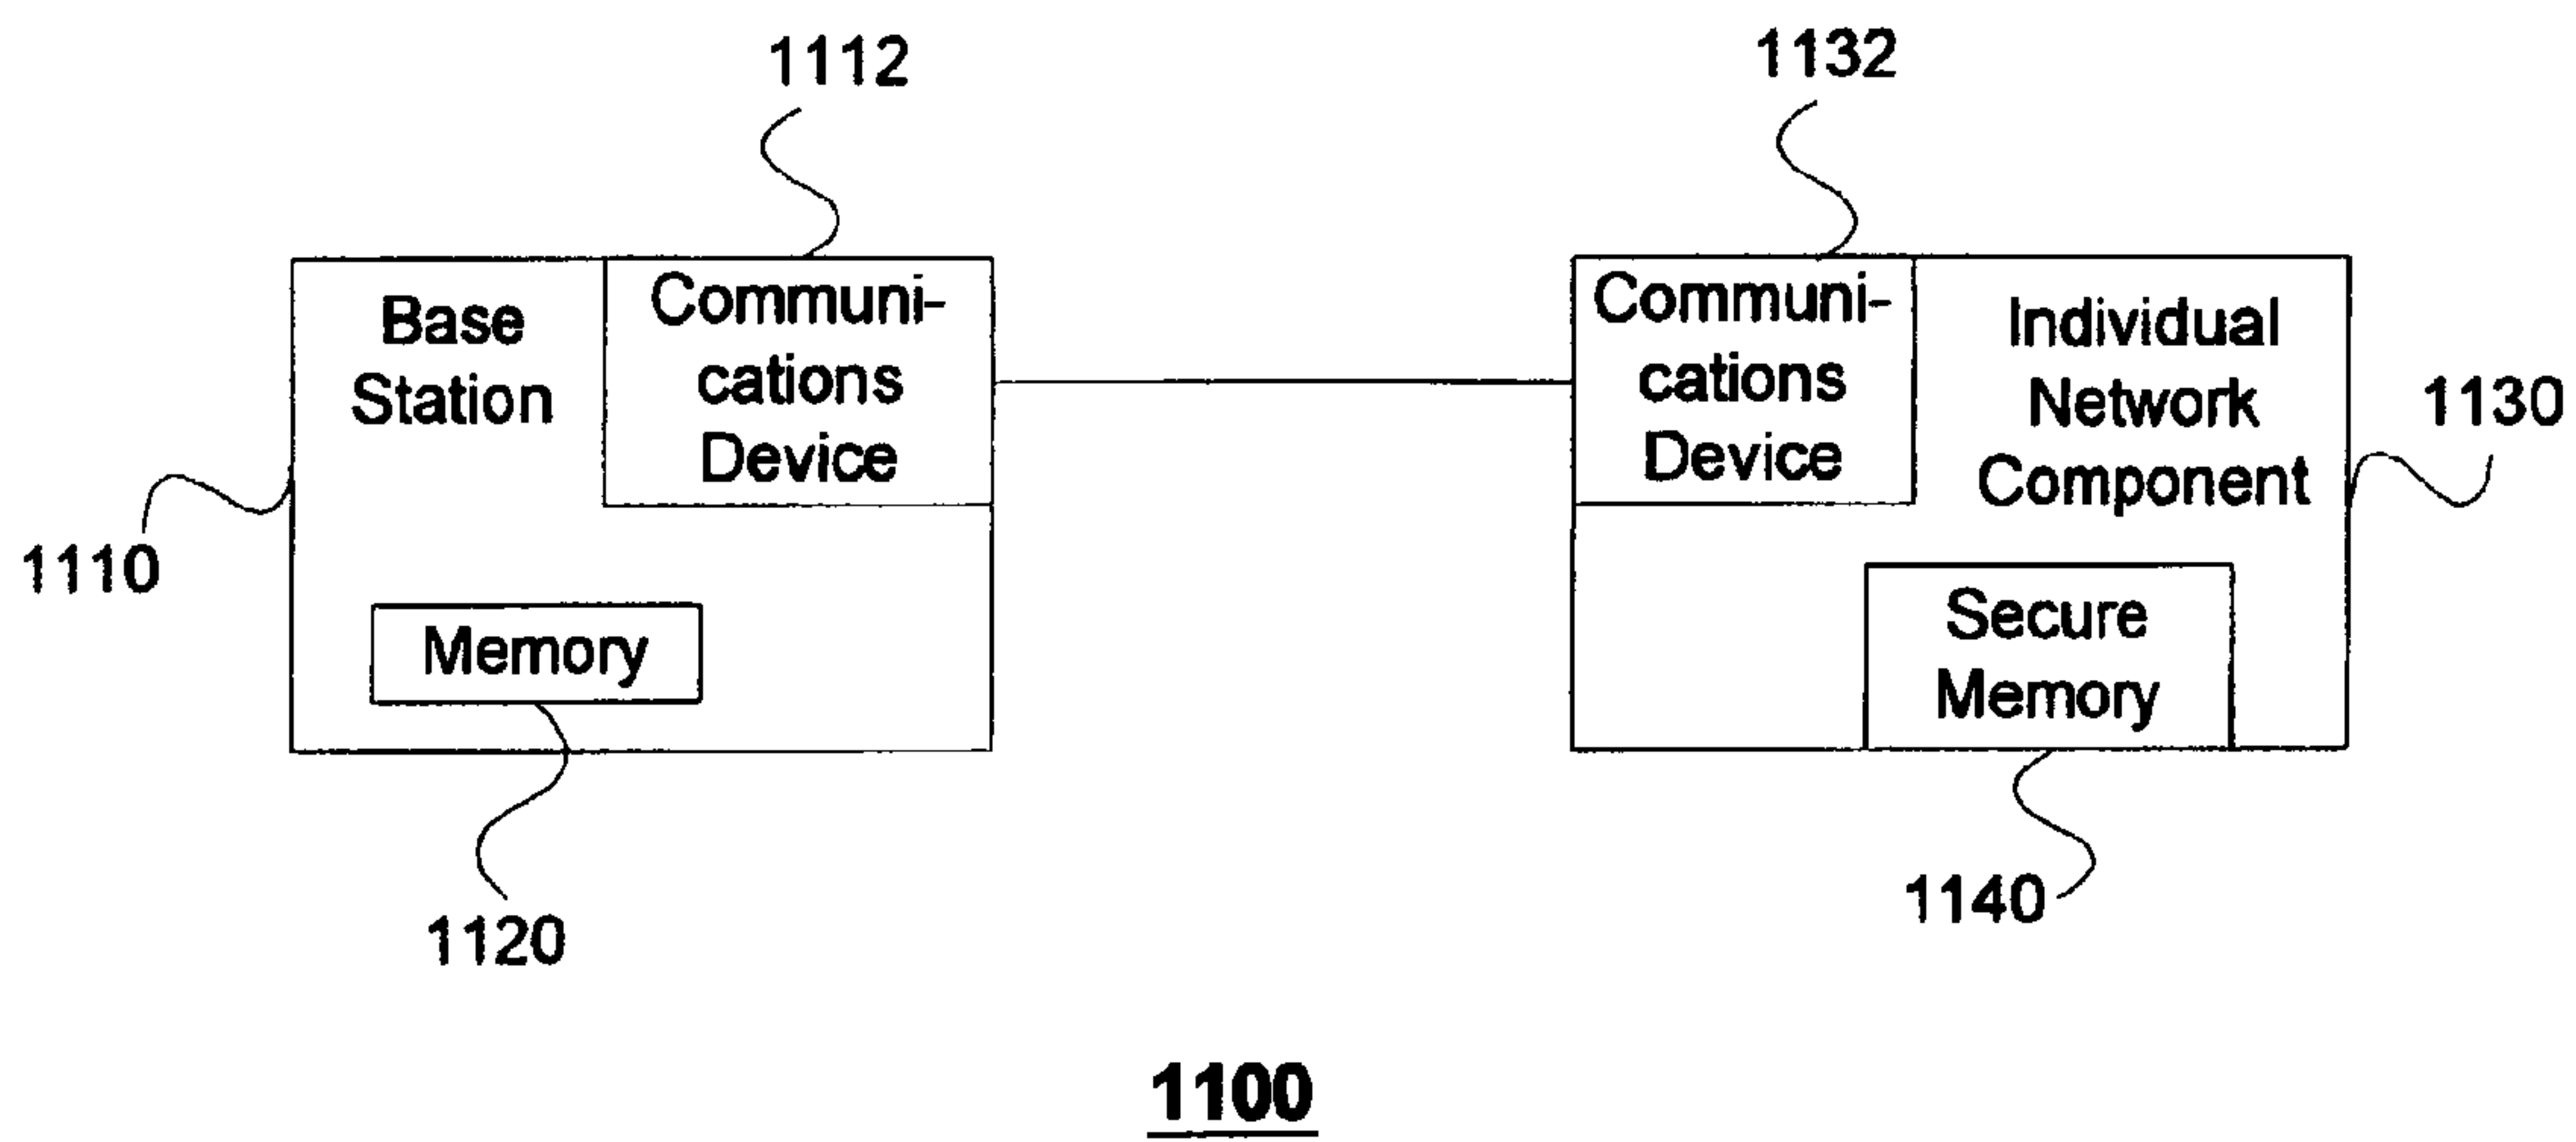 1112
1132
Base
Station
Communi-
cations
Device
Communi-
cations
Device
Individual
Network
Component
1130
1110
Memory
Secure
Memory
1120
1140
1100